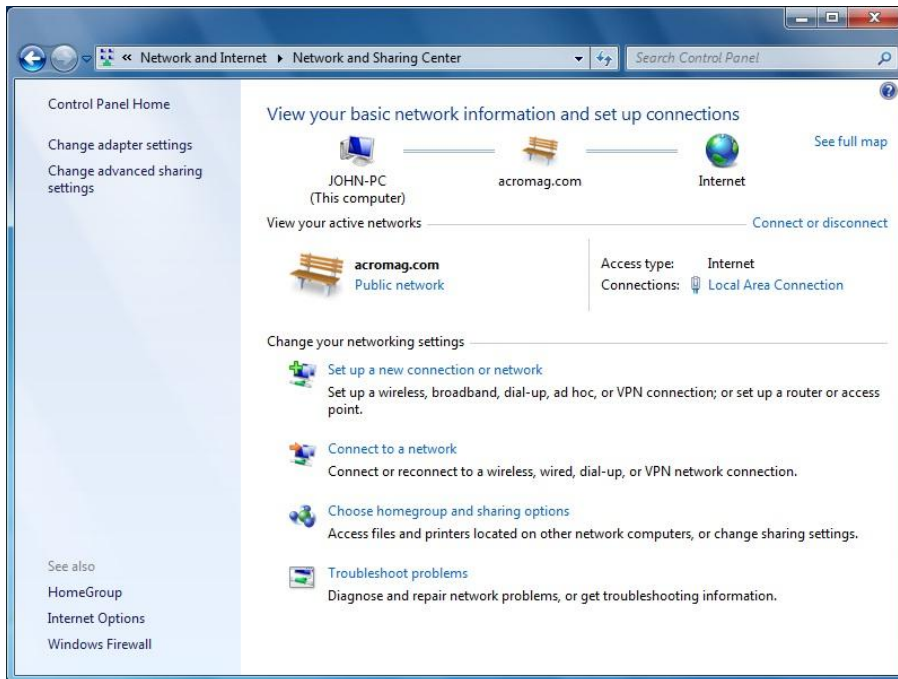 « Network and Internet ▸ Network and Sharing Center
Search Control Panel
Control Panel Home
Change adapter settings
Change advanced sharing
settings
See also
HomeGroup
Internet Options
Windows Firewall
View your basic network information and set up connections
JOHN-PC
(This computer)
acromag.com
Internet
See full map
View your active networks
Connect or disconnect
acromag.com
Public network
Access type: Internet
Connections: Local Area Connection
Change your networking settings
Set up a new connection or network
Set up a wireless, broadband, dial-up, ad hoc, or VPN connection; or set up a router or access
point.
Connect to a network
Connect or reconnect to a wireless, wired, dial-up, or VPN network connection.
Choose homegroup and sharing options
Access files and printers located on other network computers, or change sharing settings.
Troubleshoot problems
Diagnose and repair network problems, or get troubleshooting information.